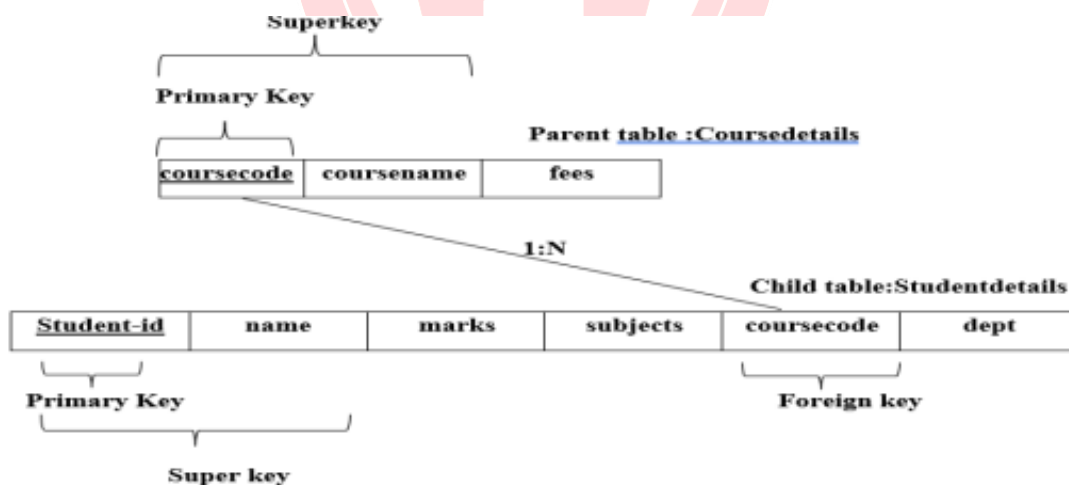 Superkey
Primary Key
Parent table :Coursedetails
coursecode coursename fees
1:N
Child table:Studentdetails
Student-id name marks subjects coursecode dept
Primary Key Foreign key
Super key